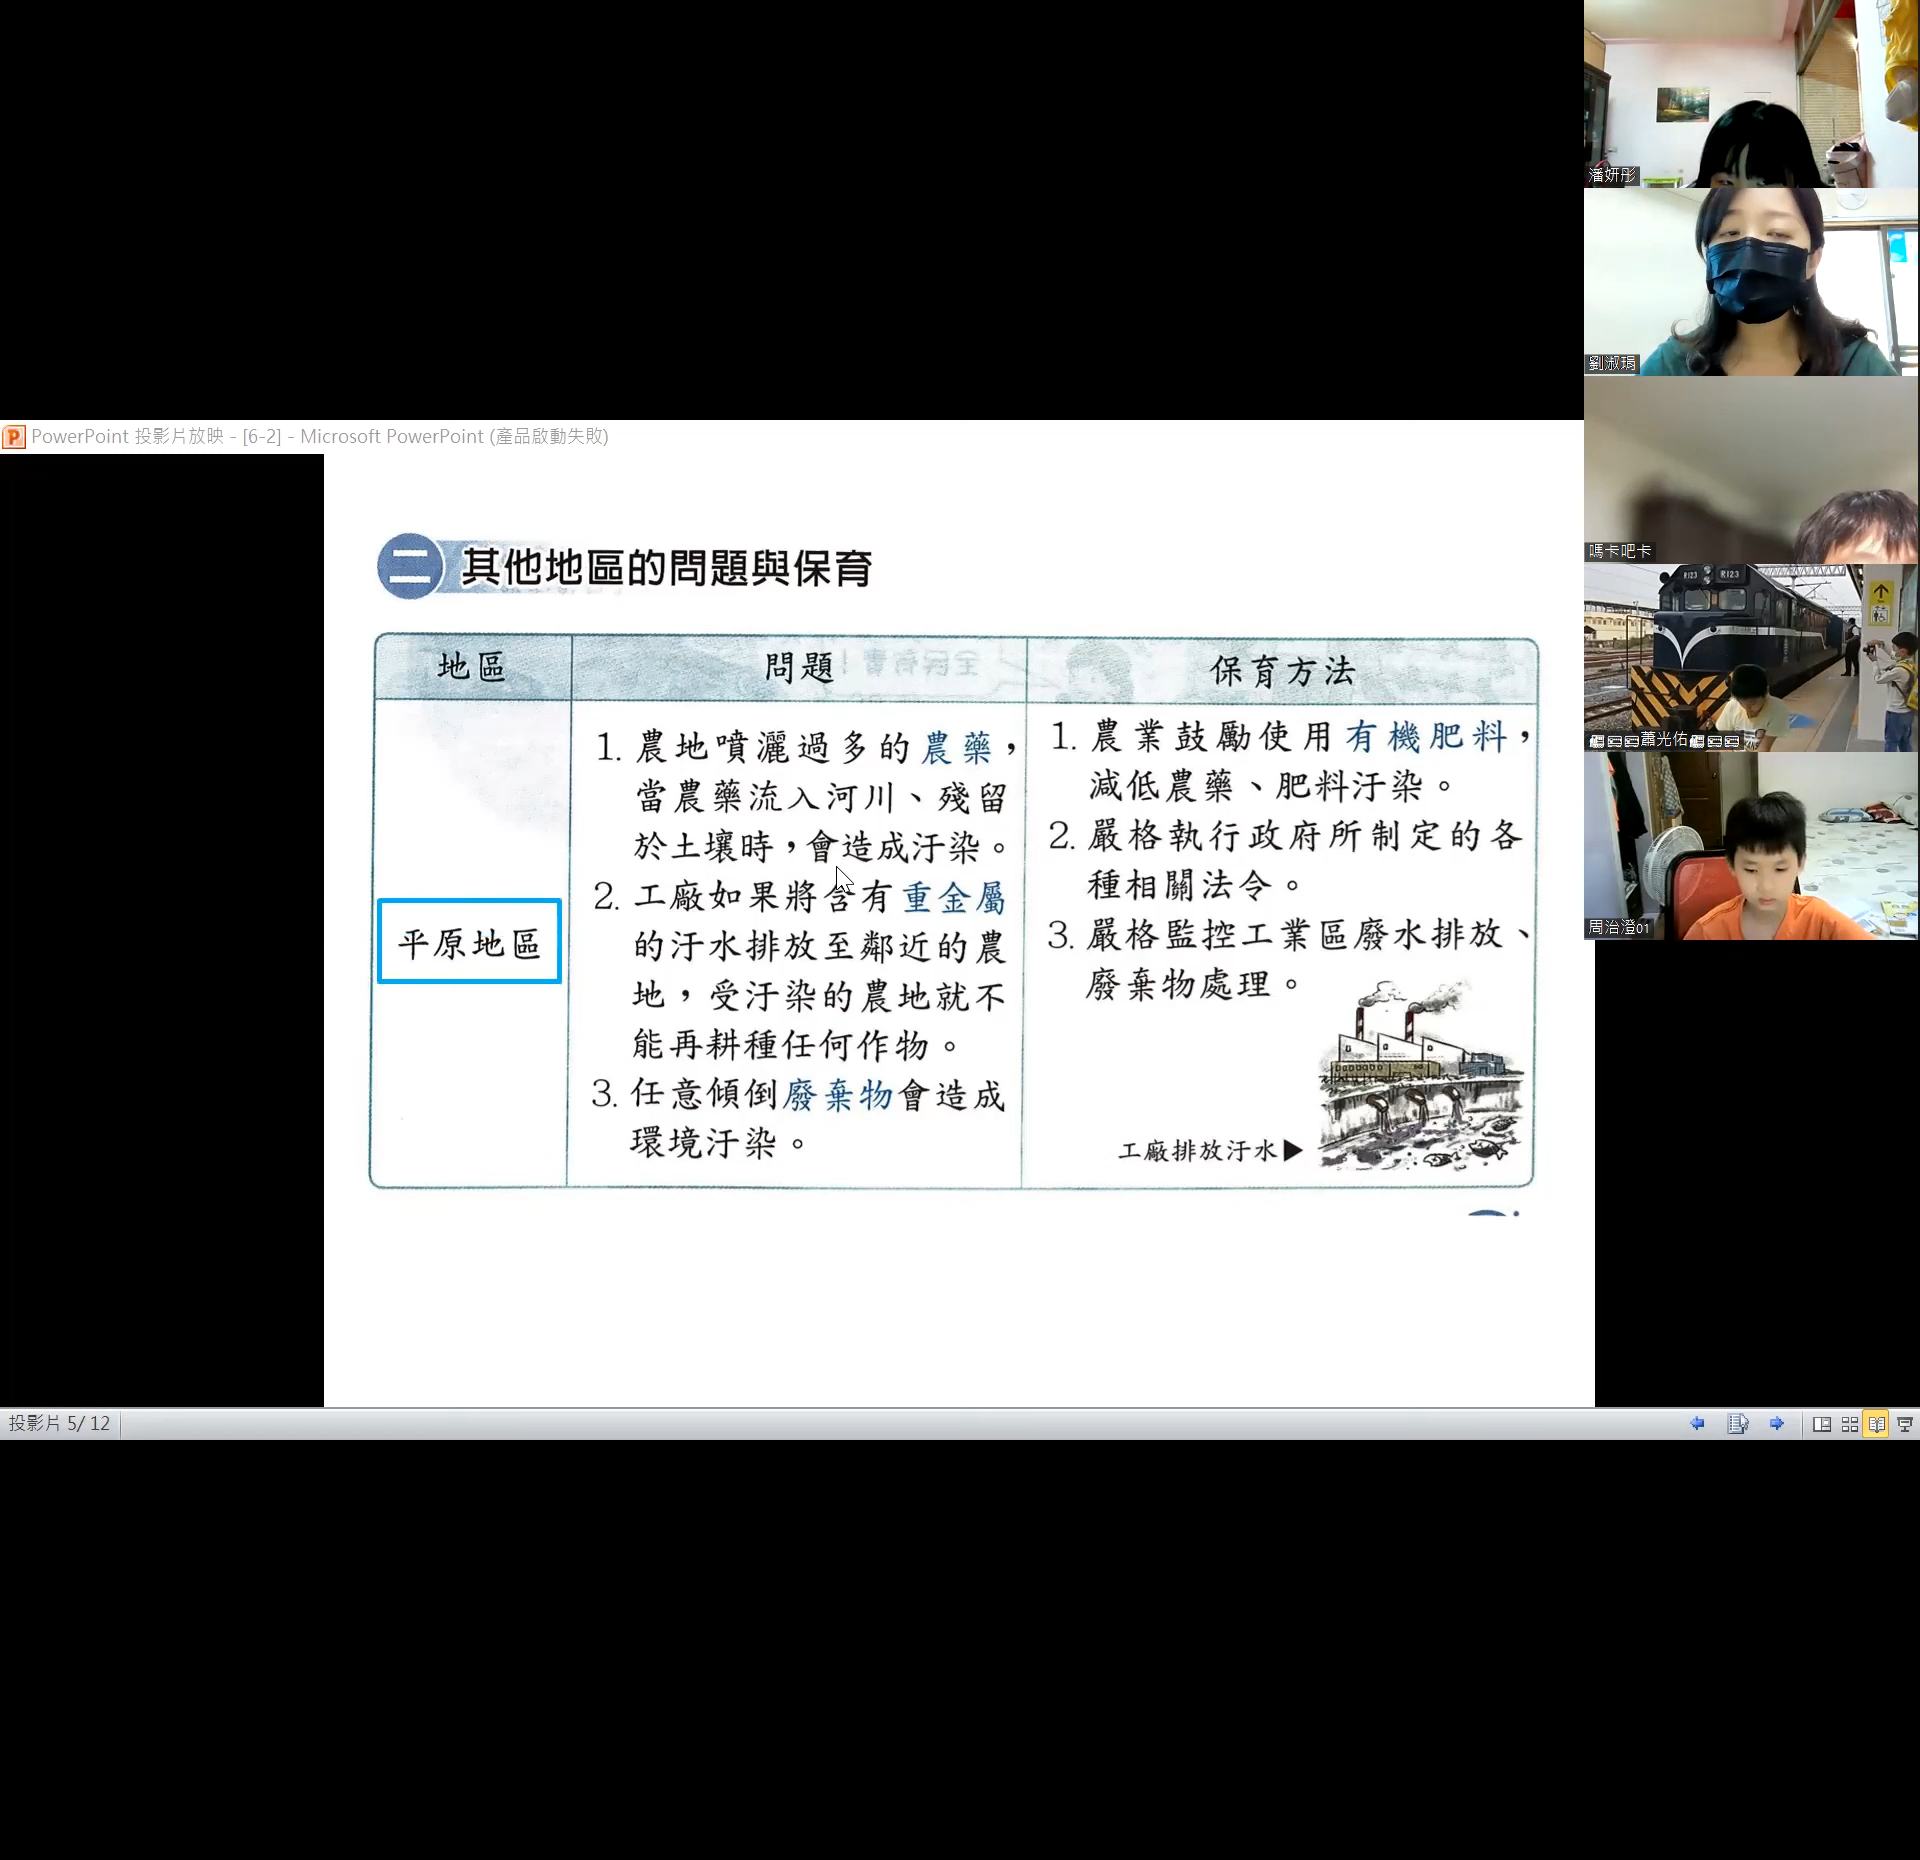 PowerPoint 投影片放映 - [6-2] - Microsoft PowerPoint (產品啟動失敗)
二 其他地區的問題與保育
地區
問題
保育方法
平原地區
1. 農地噴灑過多的農藥，
當農藥流入河川、殘留
於土壤時，會造成汙染。
2. 工廠如果將含有重金屬
的汙水排放至鄰近的農
地，受汙染的農地就不
能再耕種任何作物。
3. 任意傾倒廢棄物會造成
環境汙染。
1. 農業鼓勵使用有機肥料，
減低農藥、肥料汙染。
2. 嚴格執行政府所制定的各
種相關法令。
3. 嚴格監控工業區廢水排放、
廢棄物處理。
工廠排放汙水▶
投影片 5/ 12
潘妍彤
劉淑瑀
嗎卡吧卡
R123 R123
蕭光佑
周治澄01